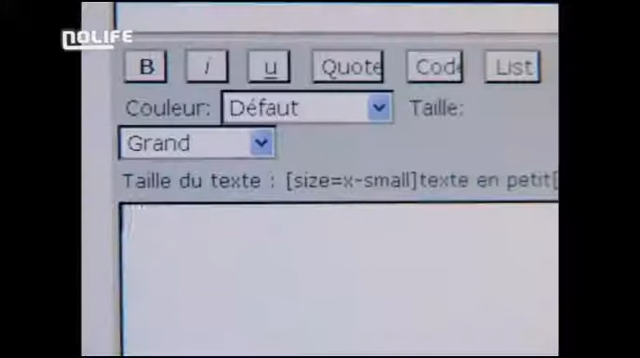 NOLIFE
B i u Quote Code List
Couleur: Défaut Taille:
Grand
Taille du texte : [size=x-small]texte en petit[